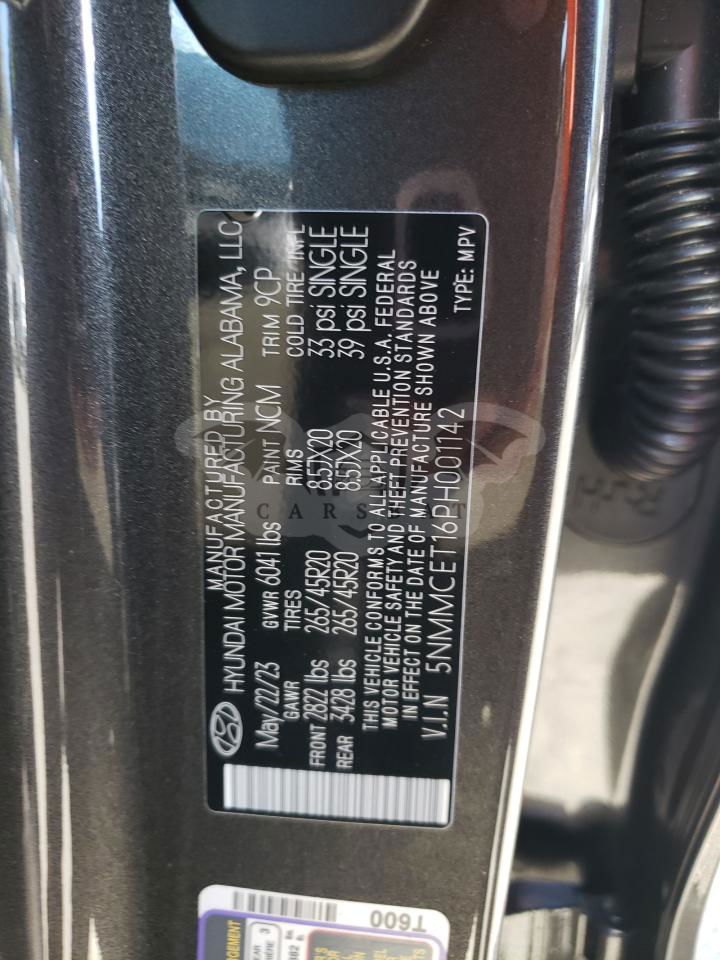 MANUFACTURED BY
HYUNDAI MOTOR MANUFACTURING ALABAMA, LLC
May/22/23 GVWR 6041 lbs PAINT NCM TRIM 9CP
GAWR TIRES RIMS COLD TIRE INFL
FRONT 2822 lbs 265/45R20 8.5JX20 33 psi SINGLE
REAR 3428 lbs 265/45R20 8.5JX20 39 psi SINGLE
THIS VEHICLE CONFORMS TO ALL APPLICABLE U.S.A. FEDERAL
MOTOR VEHICLE SAFETY AND THEFT PREVENTION STANDARDS
IN EFFECT ON THE DATE OF MANUFACTURE SHOWN ABOVE
V.I.N 5NMMCET16PH001142
TYPE: MPV
T600